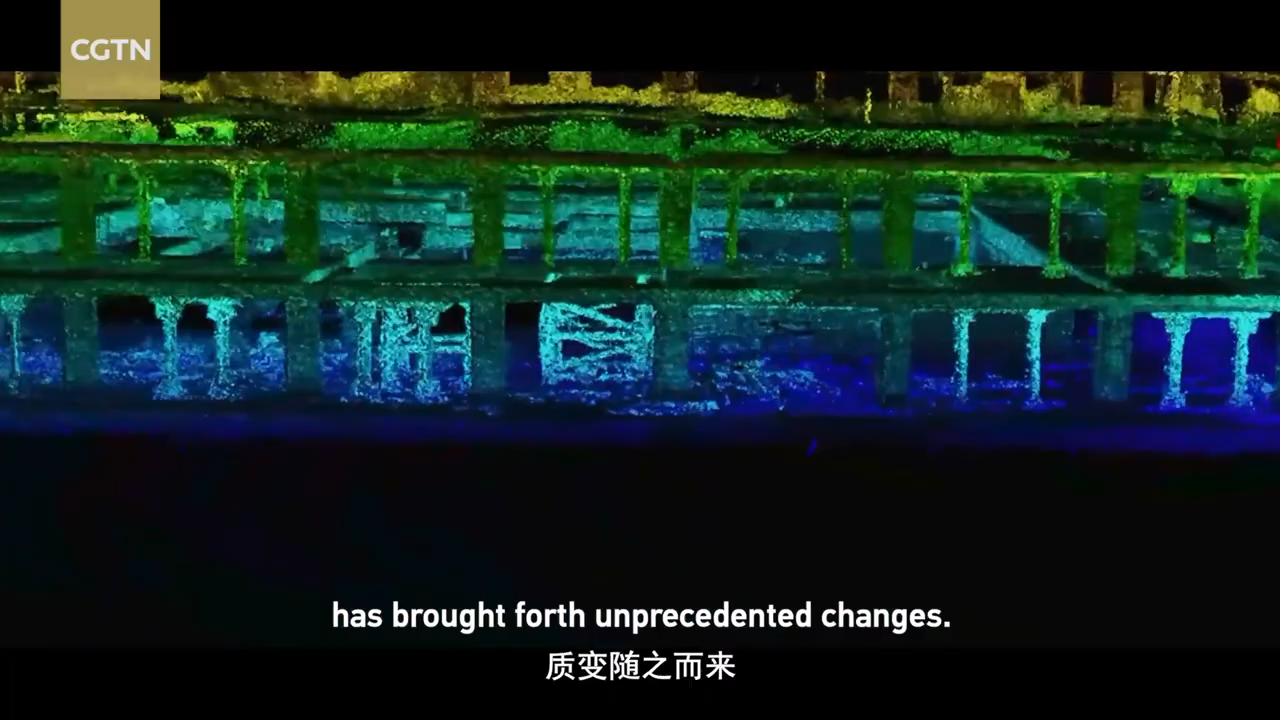 CGTN
has brought forth unprecedented changes.
质变随之而来